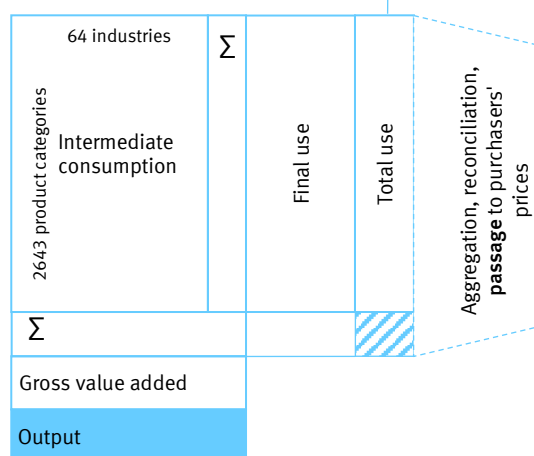 64 industries
Σ
2643 product categories
Intermediate
consumption
Final use
Total use
Aggregation, reconciliation,
passage to purchasers'
prices
Σ
Gross value added
Output